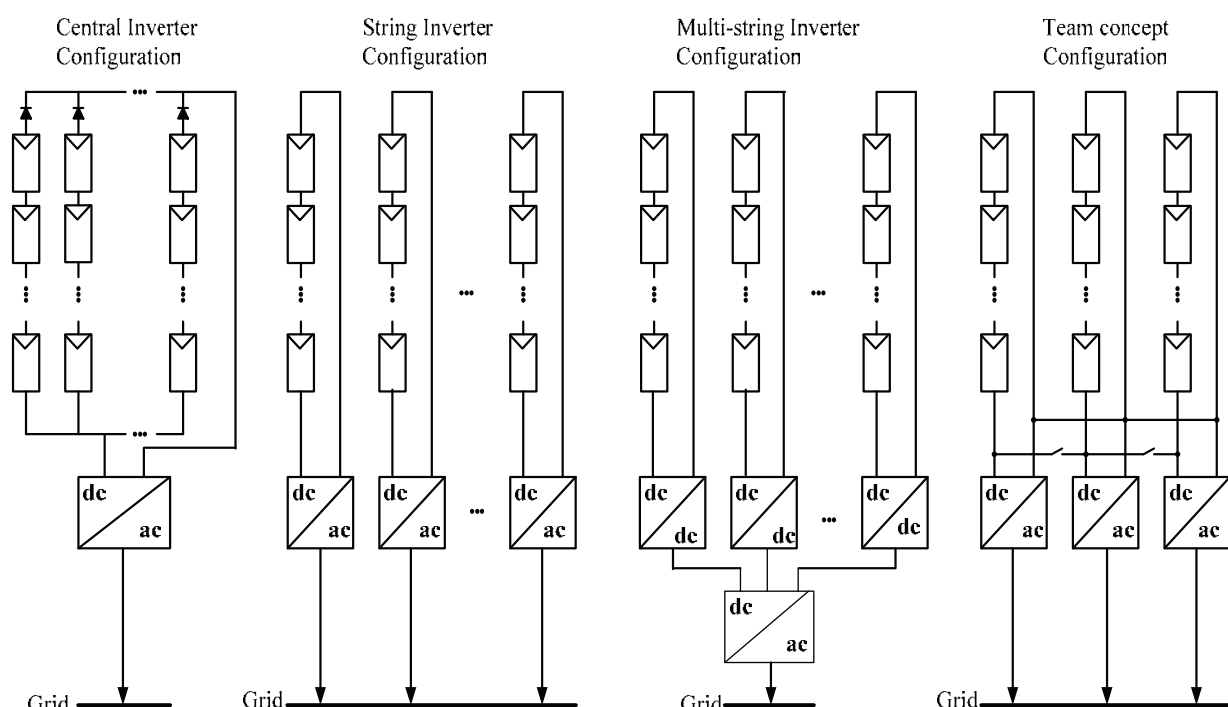 Central Inverter
Configuration
String Inverter
Configuration
Multi-string Inverter
Configuration
Team concept
Configuration
dc
ac
dc
ac
dc
ac
dc
ac
dc
dc
dc
dc
dc
dc
dc
ac
dc
ac
dc
ac
dc
ac
Grid
Grid
Grid
Grid